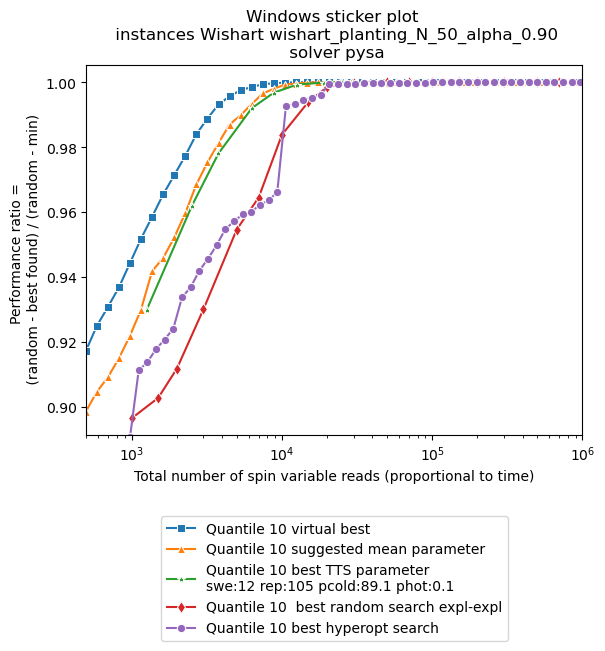 Windows sticker plot
instances Wishart wishart_planting_N_50_alpha_0.90
solver pysa
Performance ratio =
(random - best found) / (random - min)
1.00
0.98
0.96
0.94
0.92
0.90
10³
10⁴
10⁵
10⁶
Total number of spin variable reads (proportional to time)
Quantile 10 virtual best
Quantile 10 suggested mean parameter
Quantile 10 best TTS parameter
swe:12 rep:105 pcold:89.1 phot:0.1
Quantile 10  best random search expl-expl
Quantile 10 best hyperopt search